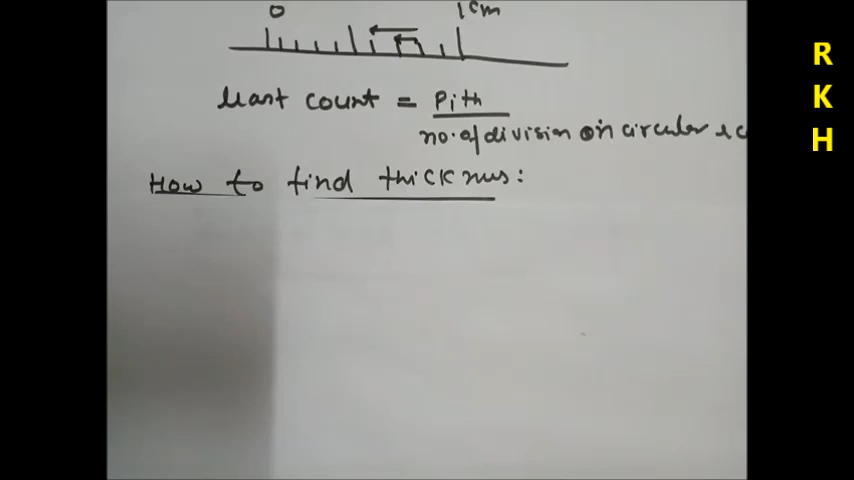 0 1cm
Least count = Pith
no. of division on circular sc
How to find thickness:
R
K
H